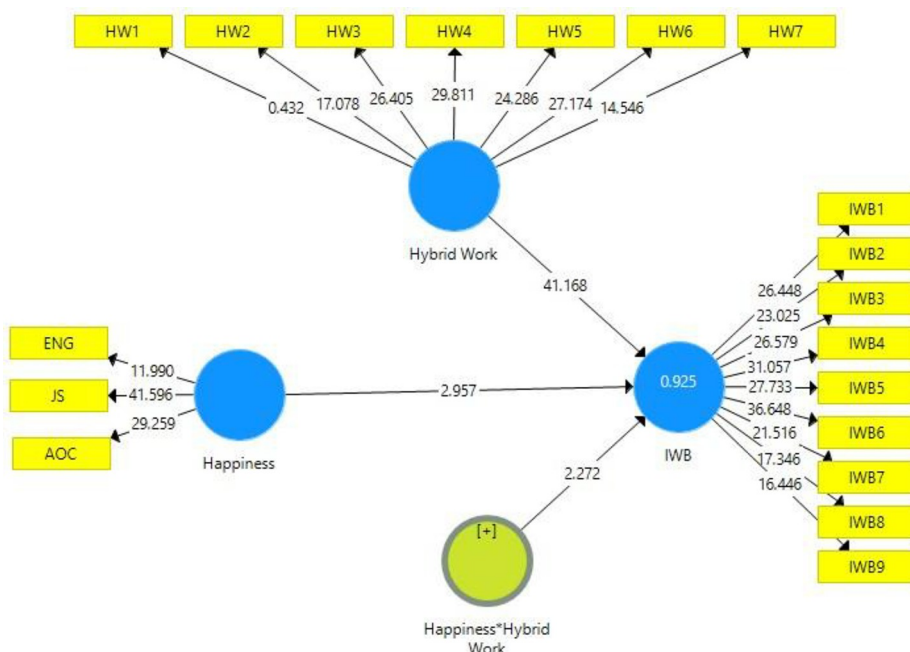 HW1 HW2 HW3 HW4 HW5 HW6 HW7
0.432 17.078 26.405 29.811 24.286 27.174 14.546
Hybrid Work
41.168
ENG
JS
AOC
11.990
41.596
29.259
Happiness
2.957
0.925
IWB
2.272
[+]
Happiness*Hybrid
Work
26.448
23.025
26.579
31.057
27.733
36.648
21.516
17.346
16.446
IWB1
IWB2
IWB3
IWB4
IWB5
IWB6
IWB7
IWB8
IWB9